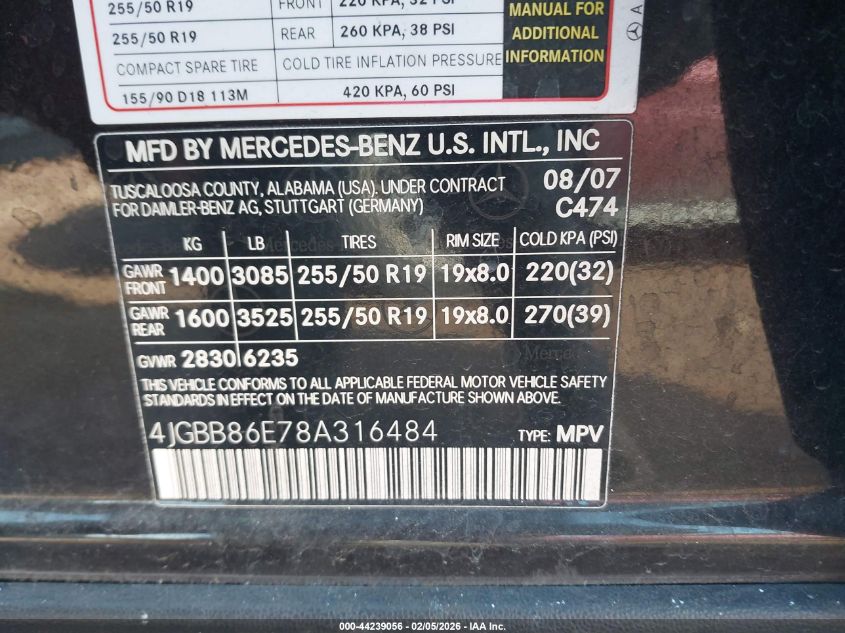 255/50 R19 FRONT 220 KPA, 32 PSI
255/50 R19 REAR 260 KPA, 38 PSI
COMPACT SPARE TIRE COLD TIRE INFLATION PRESSURE
155/90 D18 113M 420 KPA, 60 PSI
MANUAL FOR
ADDITIONAL
INFORMATION
A
MFD BY MERCEDES-BENZ U.S. INTL., INC
TUSCALOOSA COUNTY, ALABAMA (USA). UNDER CONTRACT 08/07
FOR DAIMLER-BENZ AG, STUTTGART (GERMANY) C474
KG LB TIRES RIM SIZE COLD KPA (PSI)
GAWR FRONT 1400 3085 255/50 R19 19x8.0 220(32)
GAWR REAR 1600 3525 255/50 R19 19x8.0 270(39)
GVWR 2830 6235
THIS VEHICLE CONFORMS TO ALL APPLICABLE FEDERAL MOTOR VEHICLE SAFETY
STANDARDS IN EFFECT ON THE DATE OF MANUFACTURE SHOWN ABOVE.
4JGBB86E78A316484 TYPE: MPV
000-44239056 - 02/05/2026 - IAA Inc.